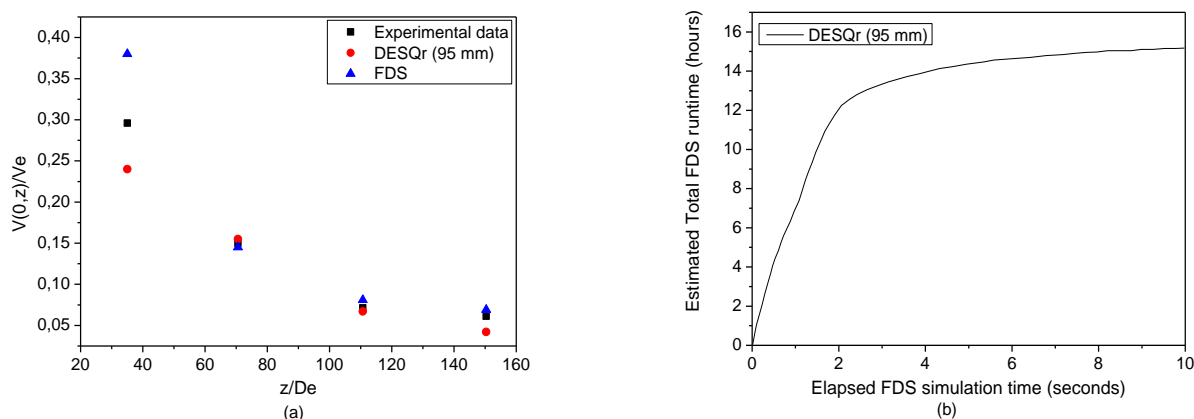 0,40
0,35
0,30
0,25
0,20
0,15
0,10
0,05
V(0,z)/Ve
20 40 60 80 100 120 140 160
z/De
(a)
Experimental data
DESQr (95 mm)
FDS
16
14
12
10
8
6
4
2
0
Estimated Total FDS runtime (hours)
0 2 4 6 8 10
Elapsed FDS simulation time (seconds)
(b)
DESQr (95 mm)